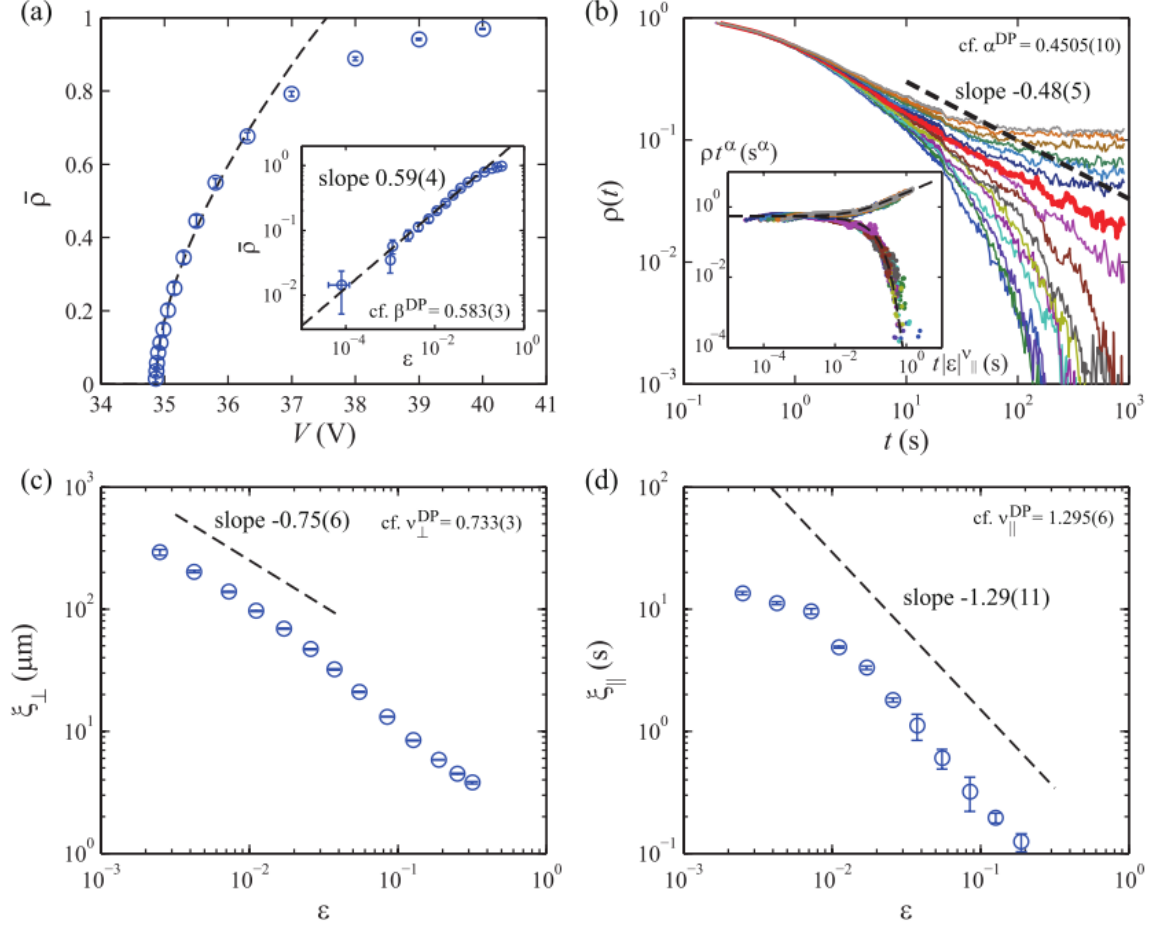 (a)
ρ̄
1
0.8
0.6
0.4
0.2
0
34
35
36
37
38
39
40
41
V (V)
slope 0.59(4)
ρ̄
10⁰
10⁻¹
10⁻²
10⁻⁴
10⁻²
10⁰
ε
cf. β^DP = 0.583(3)
(b)
ρ(t)
10⁰
10⁻¹
10⁻²
10⁻³
10⁻¹
10⁰
10¹
10²
10³
t (s)
cf. α^DP = 0.4505(10)
slope -0.48(5)
ρt^α (s^α)
10⁰
10⁻²
10⁻⁴
10⁻⁴
10⁻²
10⁰
t|ε|^ν∥ (s)
(c)
ξ⊥ (μm)
10³
10²
10¹
10⁰
10⁻³
10⁻²
10⁻¹
10⁰
ε
slope -0.75(6)
cf. ν⊥^DP = 0.733(3)
(d)
ξ∥ (s)
10²
10¹
10⁰
10⁻¹
10⁻³
10⁻²
10⁻¹
10⁰
ε
cf. ν∥^DP = 1.295(6)
slope -1.29(11)